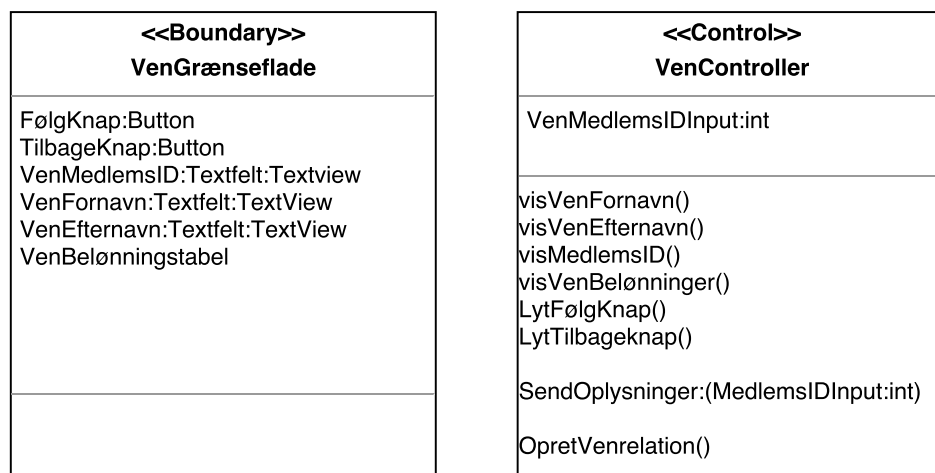 <<Boundary>>
VenGrænseflade
FølgKnap:Button
TilbageKnap:Button
VenMedlemsID:Textfelt:Textview
VenFornavn:Textfelt:TextView
VenEfternavn:Textfelt:TextView
VenBelønningstabel
<<Control>>
VenController
VenMedlemsIDInput:int
visVenFornavn()
visVenEfternavn()
visMedlemsID()
visVenBelønninger()
LytFølgKnap()
LytTilbageknap()
SendOplysninger:(MedlemsIDInput:int)
OpretVenrelation()